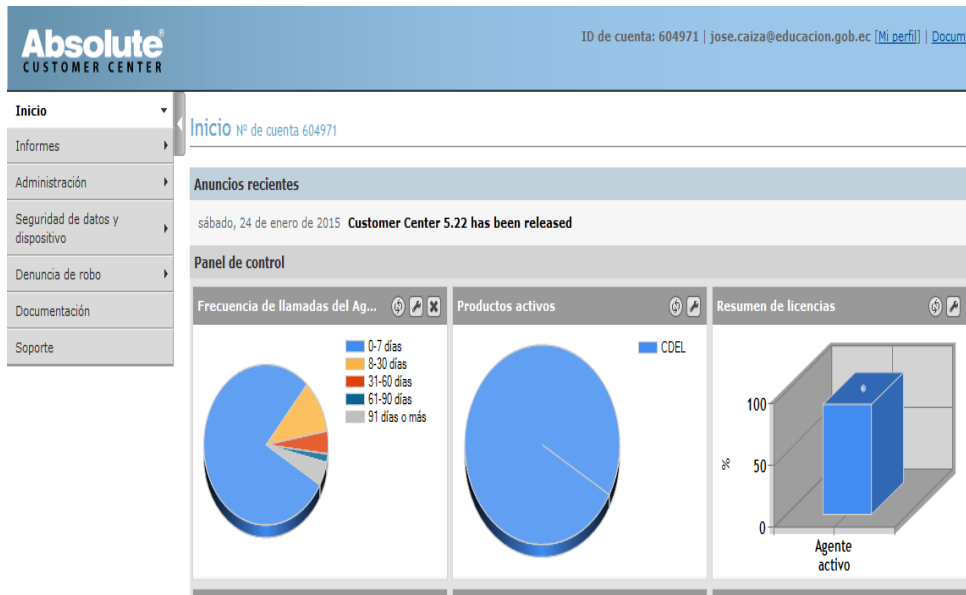 Absolute®
CUSTOMER CENTER
ID de cuenta: 604971 | jose.caiza@educacion.gob.ec [Mi perfil] | Docum
Inicio
Informes
Administración
Seguridad de datos y
dispositivo
Denuncia de robo
Documentación
Soporte
Inicio Nº de cuenta 604971
Anuncios recientes
sábado, 24 de enero de 2015 Customer Center 5.22 has been released
Panel de control
Frecuencia de llamadas del Ag...
0-7 días
8-30 días
31-60 días
61-90 días
91 días o más
Productos activos
CDEL
Resumen de licencias
100
%
50
0
Agente
activo